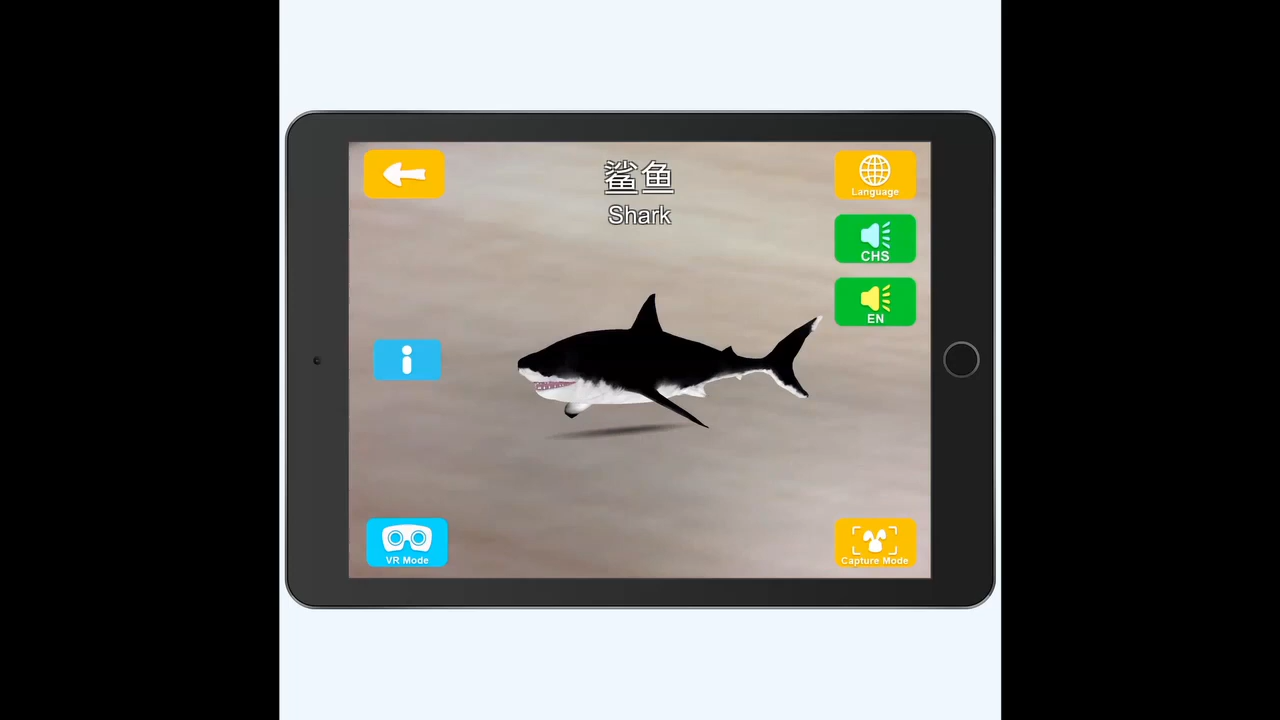 鲨鱼
Shark
Language
CHS
EN
VR Mode
Capture Mode